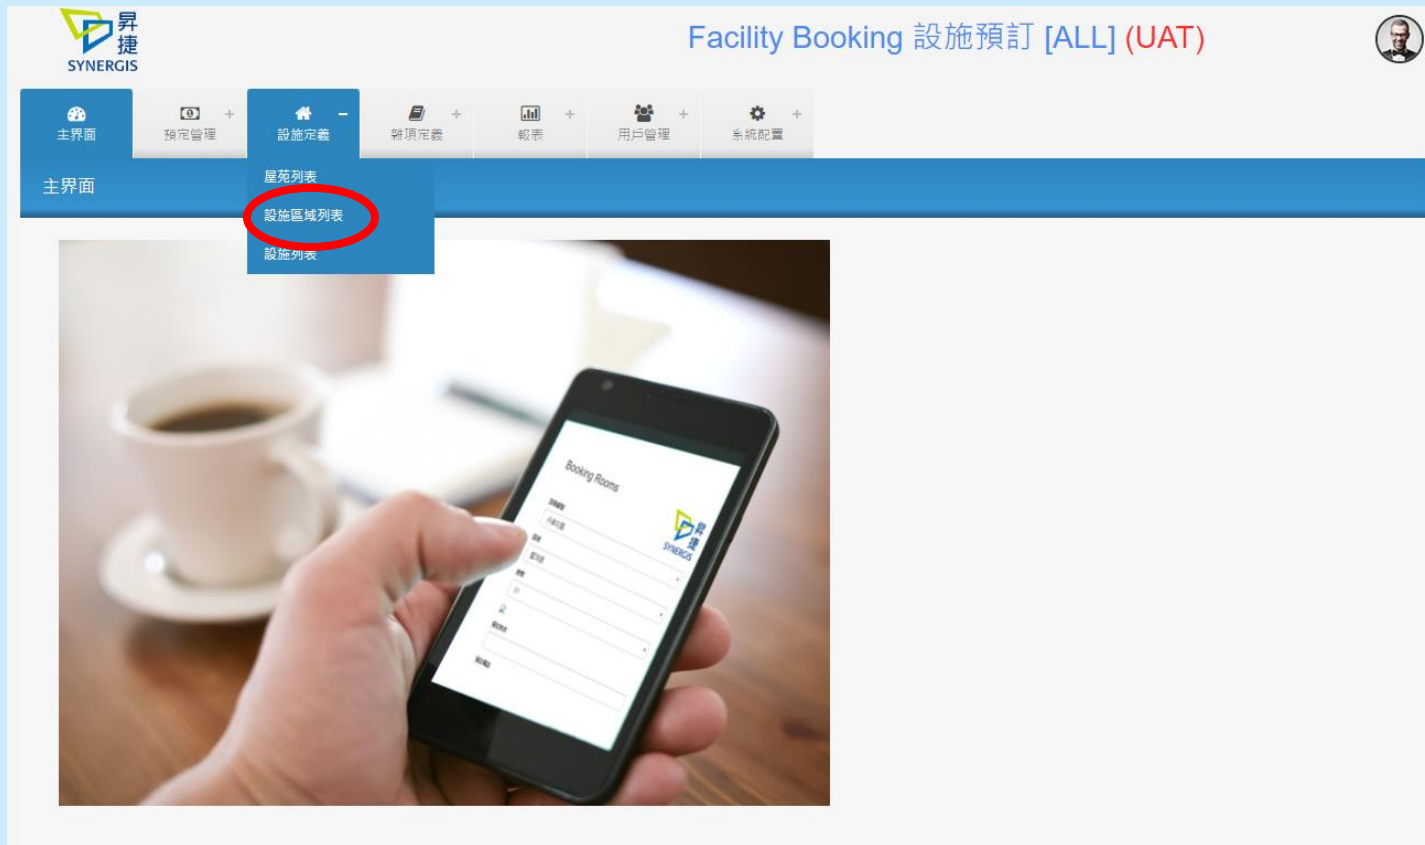 昇
捷
SYNERGIS
Facility Booking 設施預訂 [ALL] (UAT)
主界面
預定管理
設施定義
雜項定義
報表
用戶管理
系統配置
主界面
屋苑列表
設施區域列表
設施列表
Booking Rooms
昇
捷
SYNERGIS